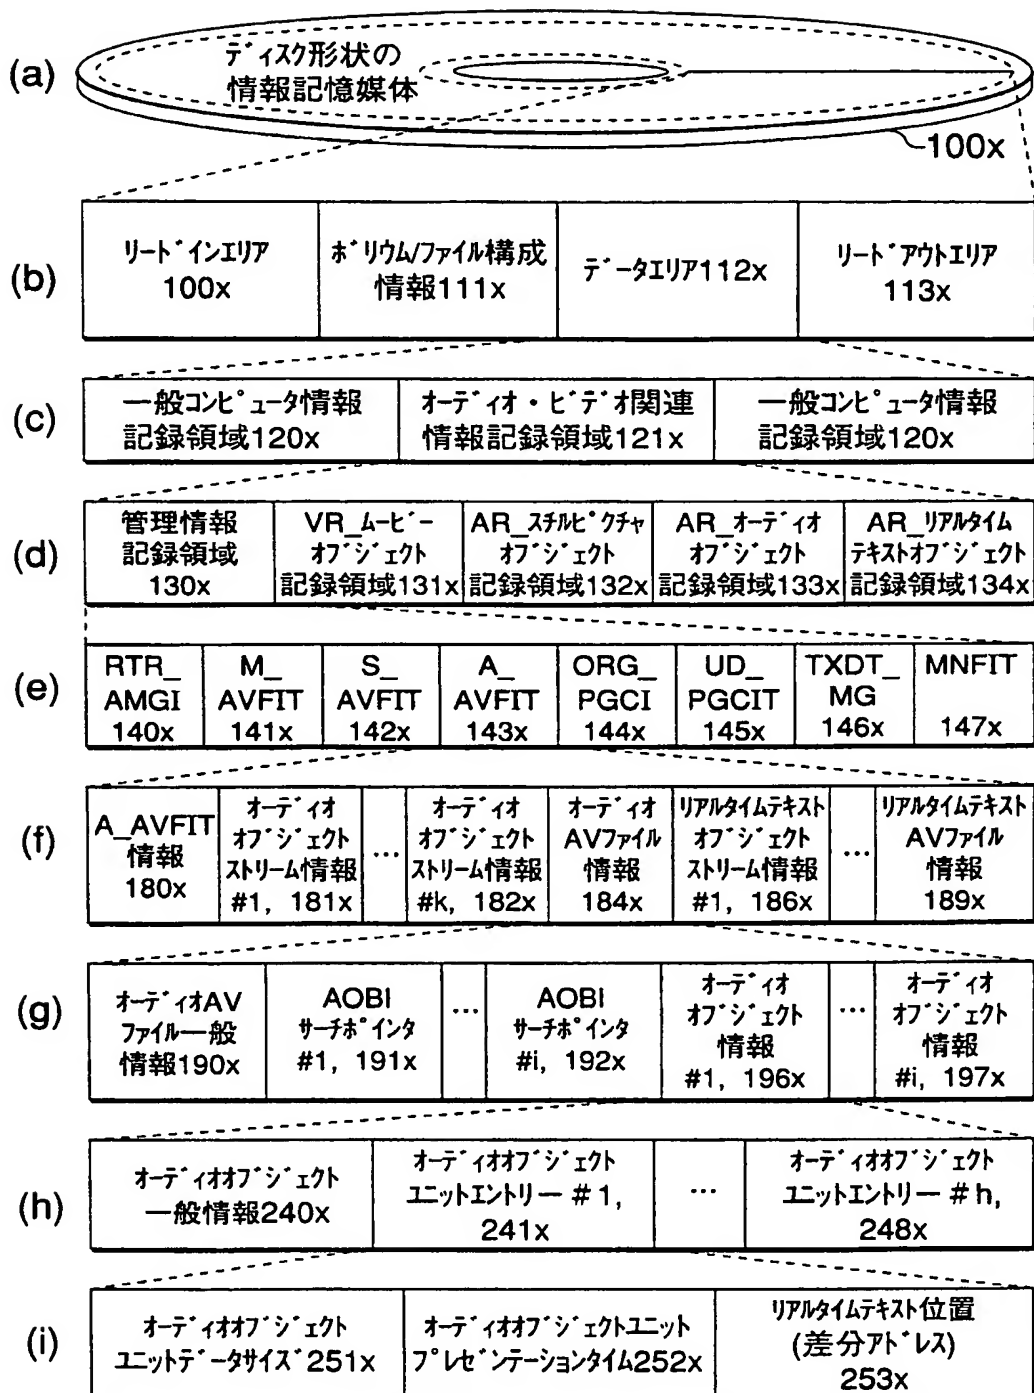 (a)
ディスク形状の
情報記憶媒体
100x
(b)
リードインエリア
100x
ボリウム/ファイル構成
情報111x
データエリア112x
リードアウトエリア
113x
(c)
一般コンピュータ情報
記録領域120x
オーディオ・ビデオ関連
情報記録領域121x
一般コンピュータ情報
記録領域120x
(d)
管理情報
記録領域
130x
VR_ムービー
オブジェクト
記録領域131x
AR_スチルピクチャ
オブジェクト
記録領域132x
AR_オーディオ
オブジェクト
記録領域133x
AR_リアルタイム
テキストオブジェクト
記録領域134x
(e)
RTR_
AMGI
140x
M_
AVFIT
141x
S_
AVFIT
142x
A_
AVFIT
143x
ORG_
PGCI
144x
UD_
PGCIT
145x
TXDT_
MG
146x
MNFIT
147x
(f)
A_AVFIT
情報
180x
オーディオ
オブジェクト
ストリーム情報
#1, 181x
…
オーディオ
オブジェクト
ストリーム情報
#k, 182x
オーディオ
AVファイル
情報
184x
リアルタイムテキスト
オブジェクト
ストリーム情報
#1, 186x
…
リアルタイムテキスト
AVファイル
情報
189x
(g)
オーディオAV
ファイル一般
情報190x
AOBI
サーチポインタ
#1, 191x
…
AOBI
サーチポインタ
#i, 192x
オーディオ
オブジェクト
情報
#1, 196x
…
オーディオ
オブジェクト
情報
#i, 197x
(h)
オーディオオブジェクト
一般情報240x
オーディオオブジェクト
ユニットエントリー #1,
241x
…
オーディオオブジェクト
ユニットエントリー #h,
248x
(i)
オーディオオブジェクト
ユニットデータサイズ251x
オーディオオブジェクトユニット
プレゼンテーションタイム252x
リアルタイムテキスト位置
(差分アドレス)
253x